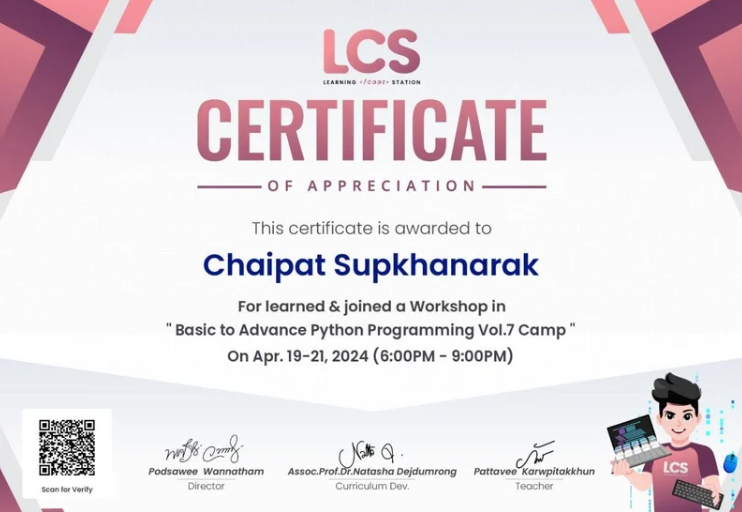 LCS
LEARNING </CODE> STATION
CERTIFICATE
OF APPRECIATION
This certificate is awarded to
Chaipat Supkhanarak
For learned & joined a Workshop in
" Basic to Advance Python Programming Vol.7 Camp "
On Apr. 19-21, 2024 (6:00PM - 9:00PM)
Scan for Verify
Podsawee Wannatham
Director
Assoc.Prof.Dr.Natasha Dejdumrong
Curriculum Dev.
Pattavee Karwpitakkhun
Teacher
LCS